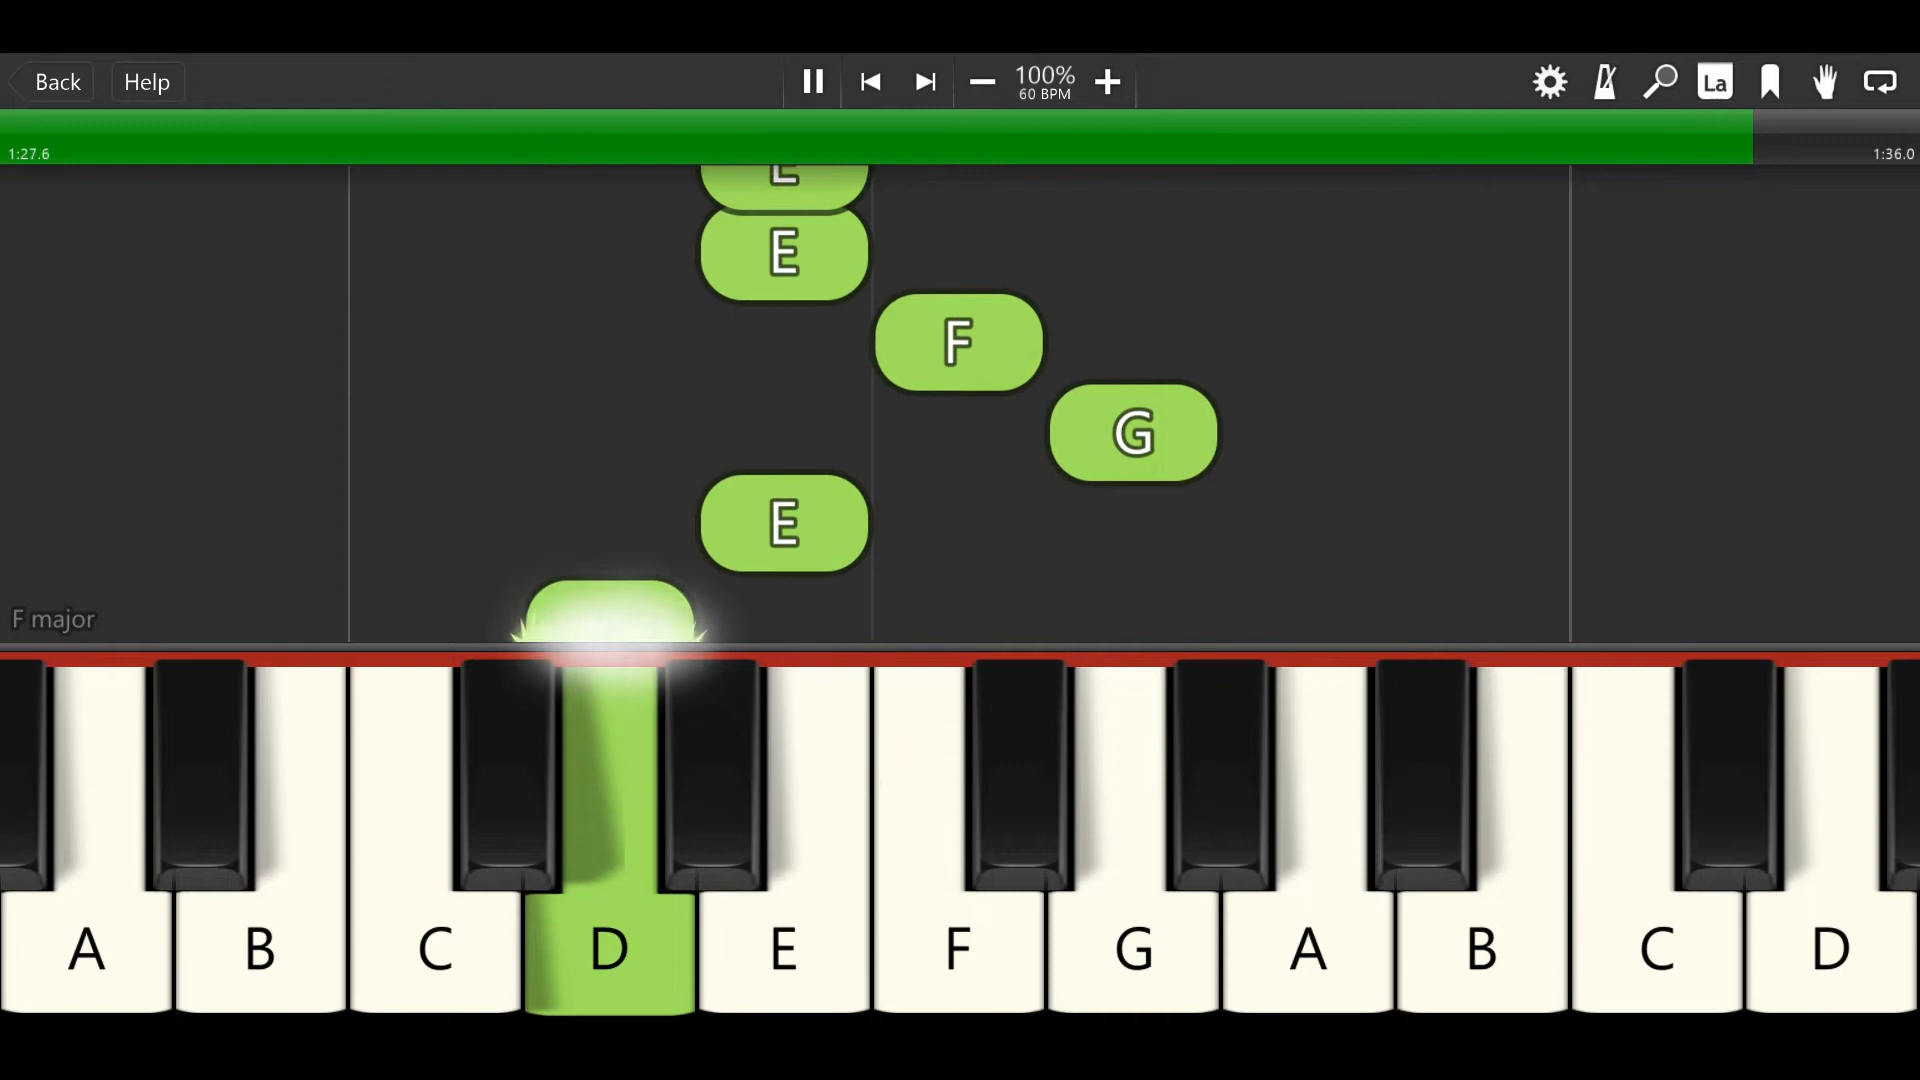 Back Help 100% La
60 BPM
1:27.6 1:36.0
E
E
F
G
E
F major
A B C D E F G A B C D